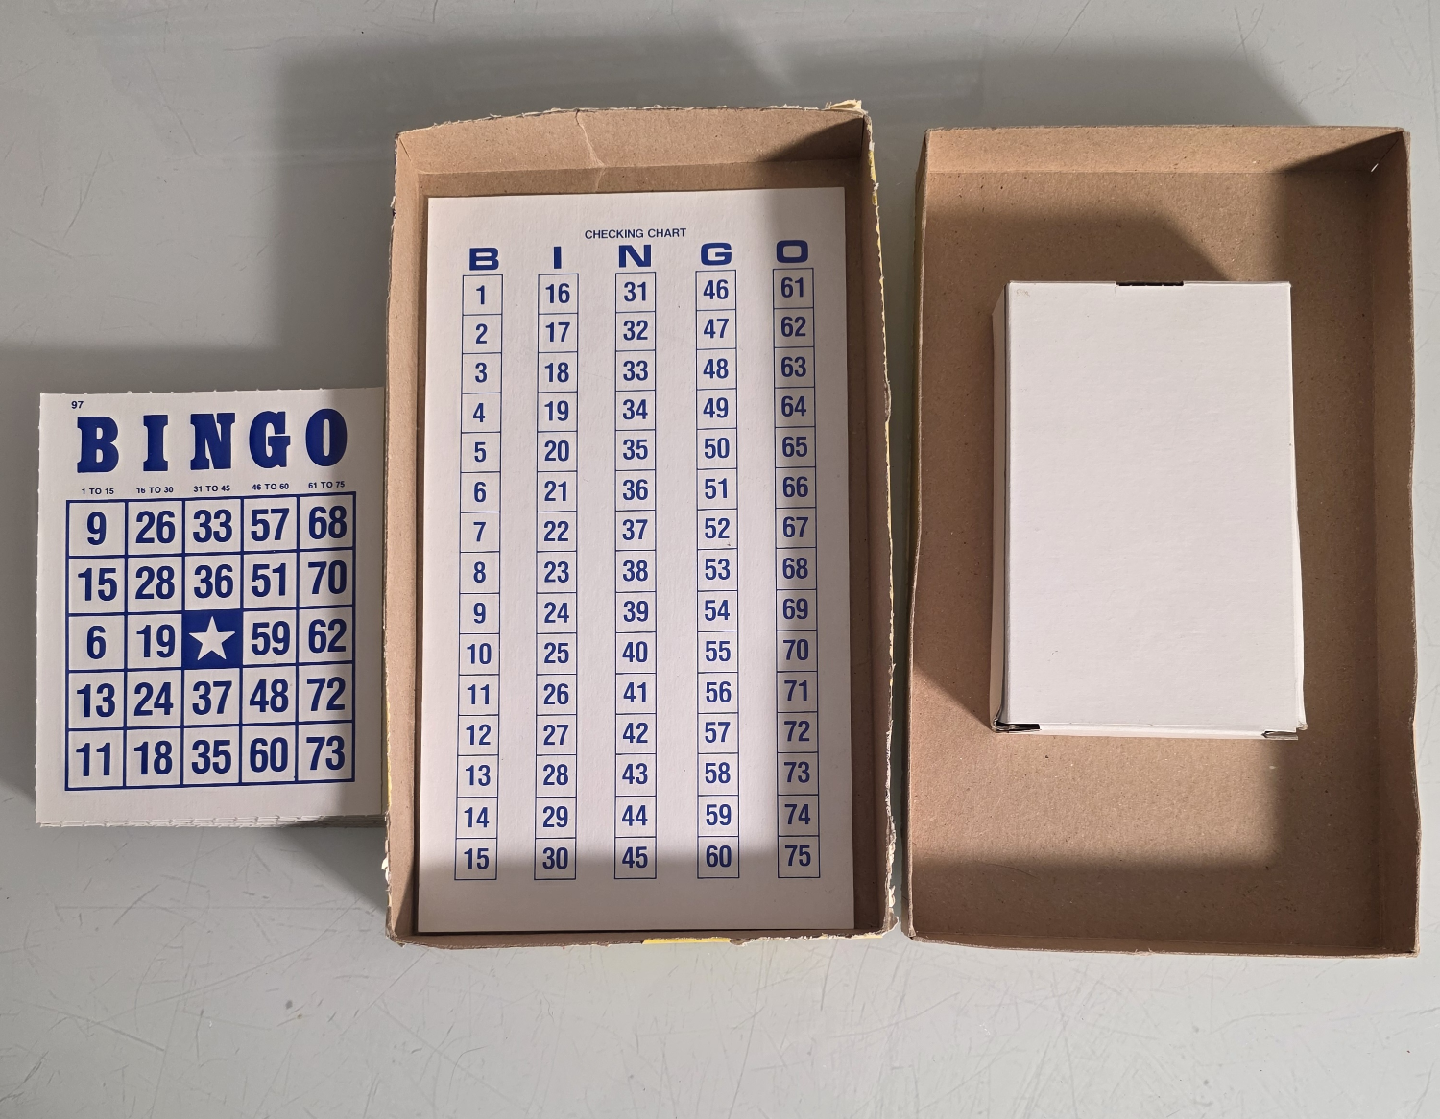 97
BINGO
1 TO 15 16 TO 30 31 TO 45 46 TO 60 61 TO 75
9 26 33 57 68
15 28 36 51 70
6 19 59 62
13 24 37 48 72
11 18 35 60 73
CHECKING CHART
B I N G O
1 16 31 46 61
2 17 32 47 62
3 18 33 48 63
4 19 34 49 64
5 20 35 50 65
6 21 36 51 66
7 22 37 52 67
8 23 38 53 68
9 24 39 54 69
10 25 40 55 70
11 26 41 56 71
12 27 42 57 72
13 28 43 58 73
14 29 44 59 74
15 30 45 60 75